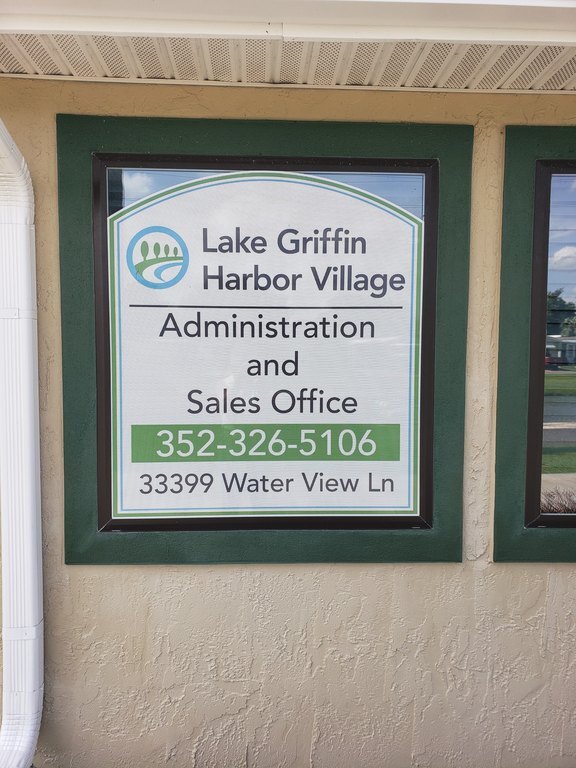 Lake Griffin
Harbor Village
Administration
and
Sales Office
352-326-5106
33399 Water View Ln